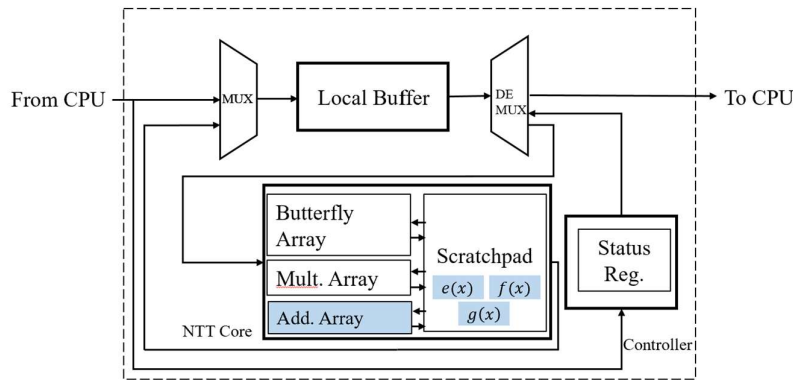 From CPU
MUX
Local Buffer
DE
MUX
To CPU
Butterfly
Array
Mult. Array
Add. Array
Scratchpad
e(x) f(x)
g(x)
Status
Reg.
NTT Core
Controller